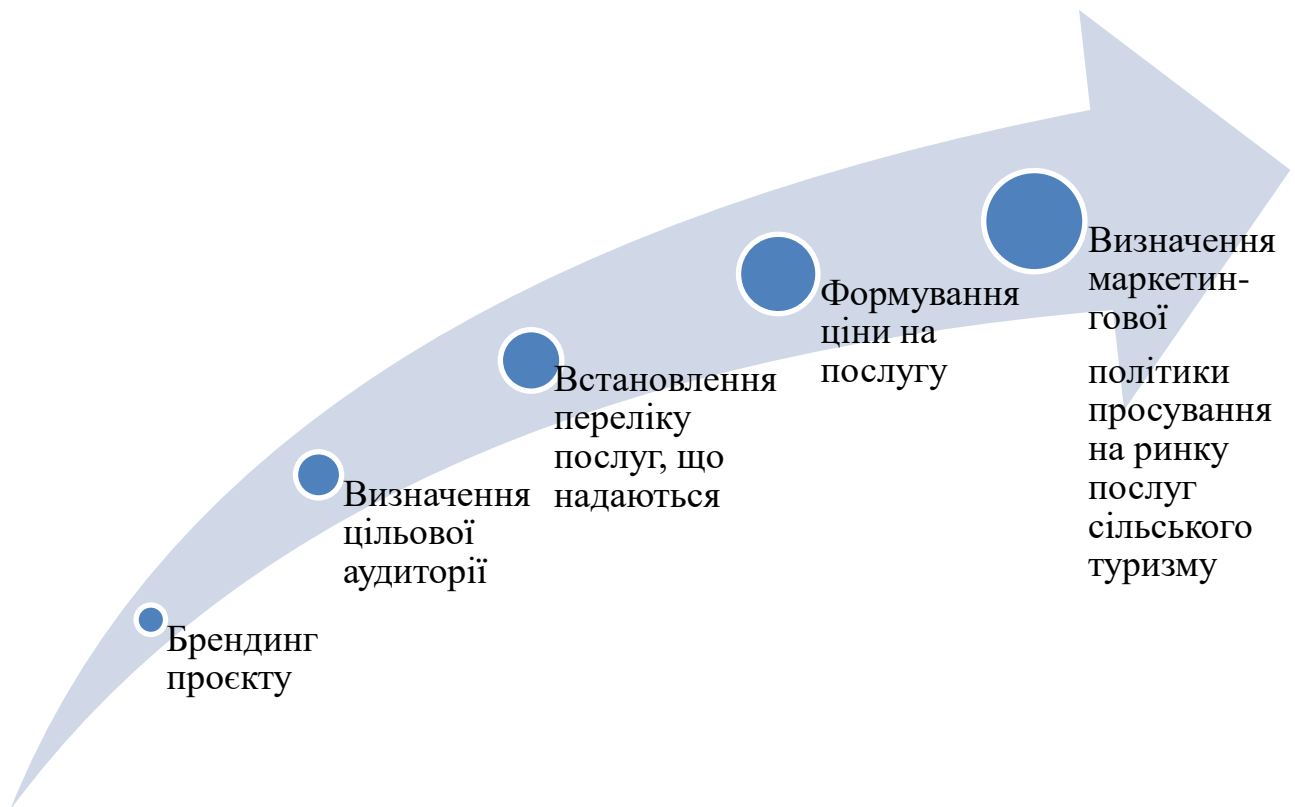 Брендинг
проєкту
Визначення
цільової
аудиторії
Встановлення
переліку
послуг, що
надаються
Формування
ціни на
послугу
Визначення
маркетин-
гової
політики
просування
на ринку
послуг
сільського
туризму